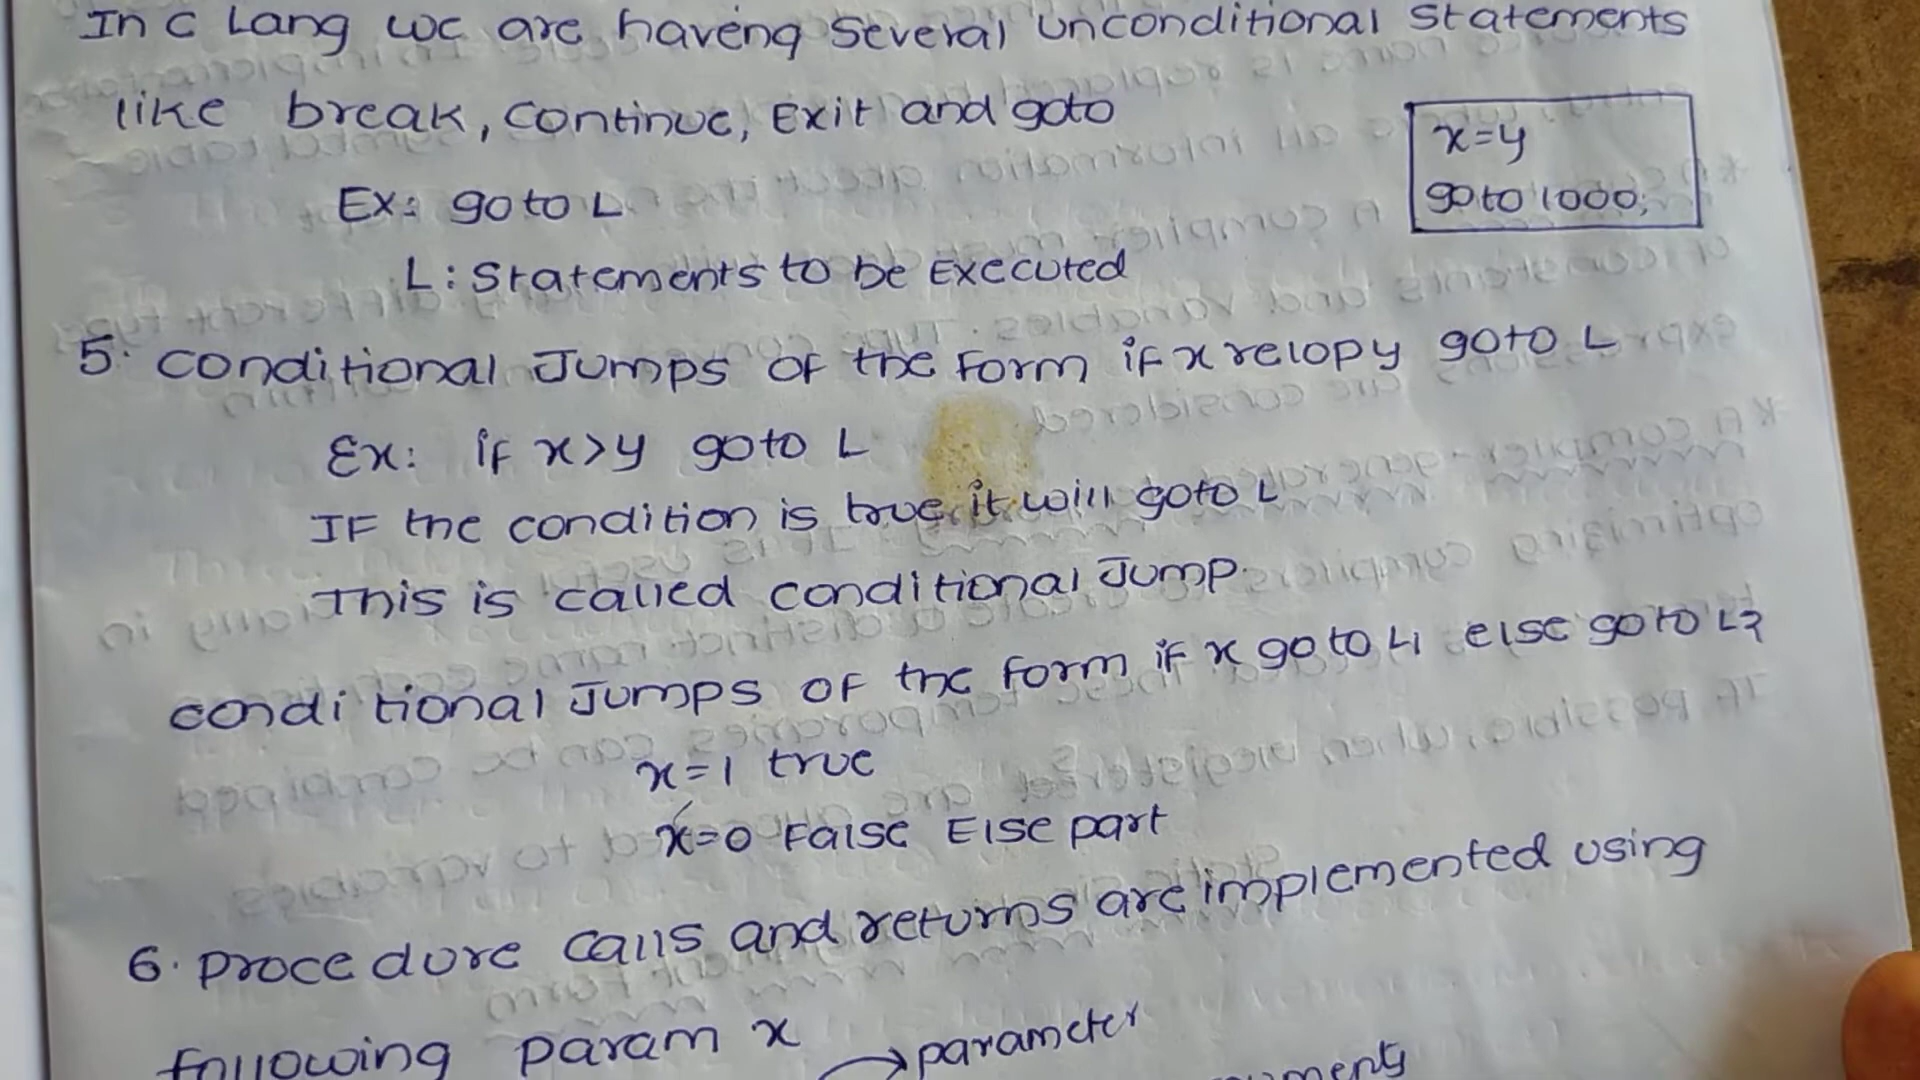 In C Lang we are having several unconditional statements
like break, continue, Exit and goto
x=y
goto 1000;
Ex: goto L
L: Statements to be Executed
5. Conditional Jumps of the Form if x relop y goto L
Ex: if x>y goto L
IF the condition is true it will goto L
This is called conditional Jump.
conditional Jumps of the form if x goto L1 else goto L2
x=1 true
x=0 False Else part
6. procedure calls and returns are implemented using
following param x
→parameter